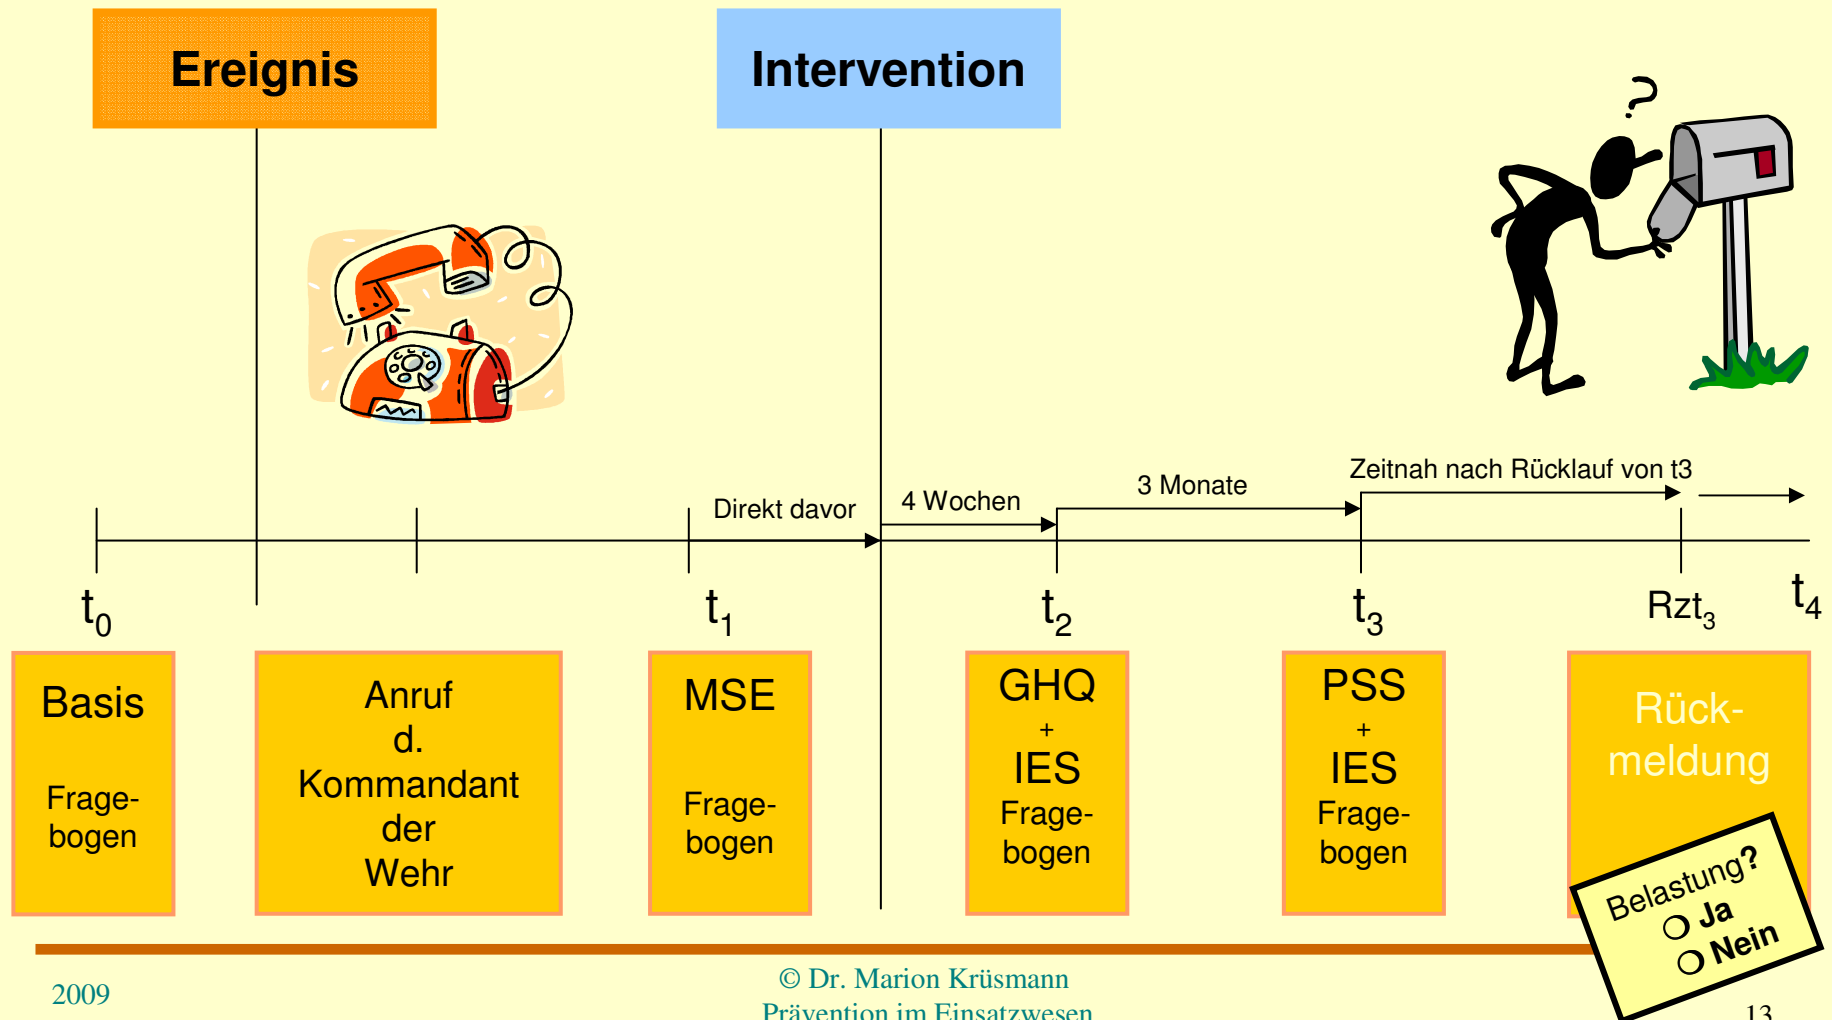 Ereignis
Intervention
?
Direkt davor
4 Wochen
3 Monate
Zeitnah nach Rücklauf von t3
t0
t1
t2
t3
Rzt3
t4
Basis
Frage-
bogen
Anruf
d.
Kommandant
der
Wehr
MSE
Frage-
bogen
GHQ
+
IES
Frage-
bogen
PSS
+
IES
Frage-
bogen
Rück-
meldung
Belastung?
❍ Ja
❍ Nein
2009
© Dr. Marion Krüsmann
Prävention im Einsatzwesen
13